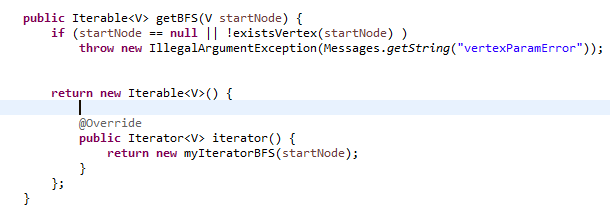 public Iterable<V> getBFS(V startNode) {
    if (startNode == null || !existsVertex(startNode) )
        throw new IllegalArgumentException(Messages.getString("vertexParamError"));
    return new Iterable<V>() {
        @Override
        public Iterator<V> iterator() {
            return new myIteratorBFS(startNode);
        }
    };
}